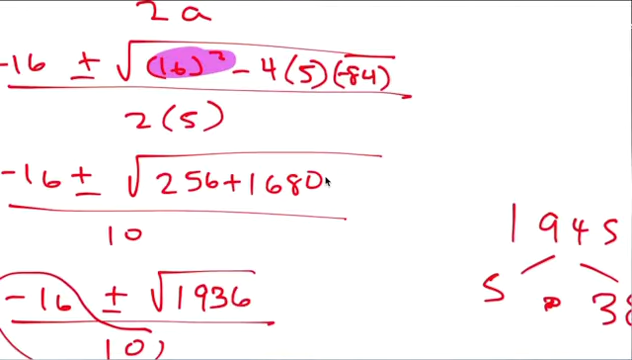 2a
-16 ± √(16)² - 4(5)(-84)
2(5)
-16 ± √256+1680
10
1945
5 · 38
-16 ± √1936
10